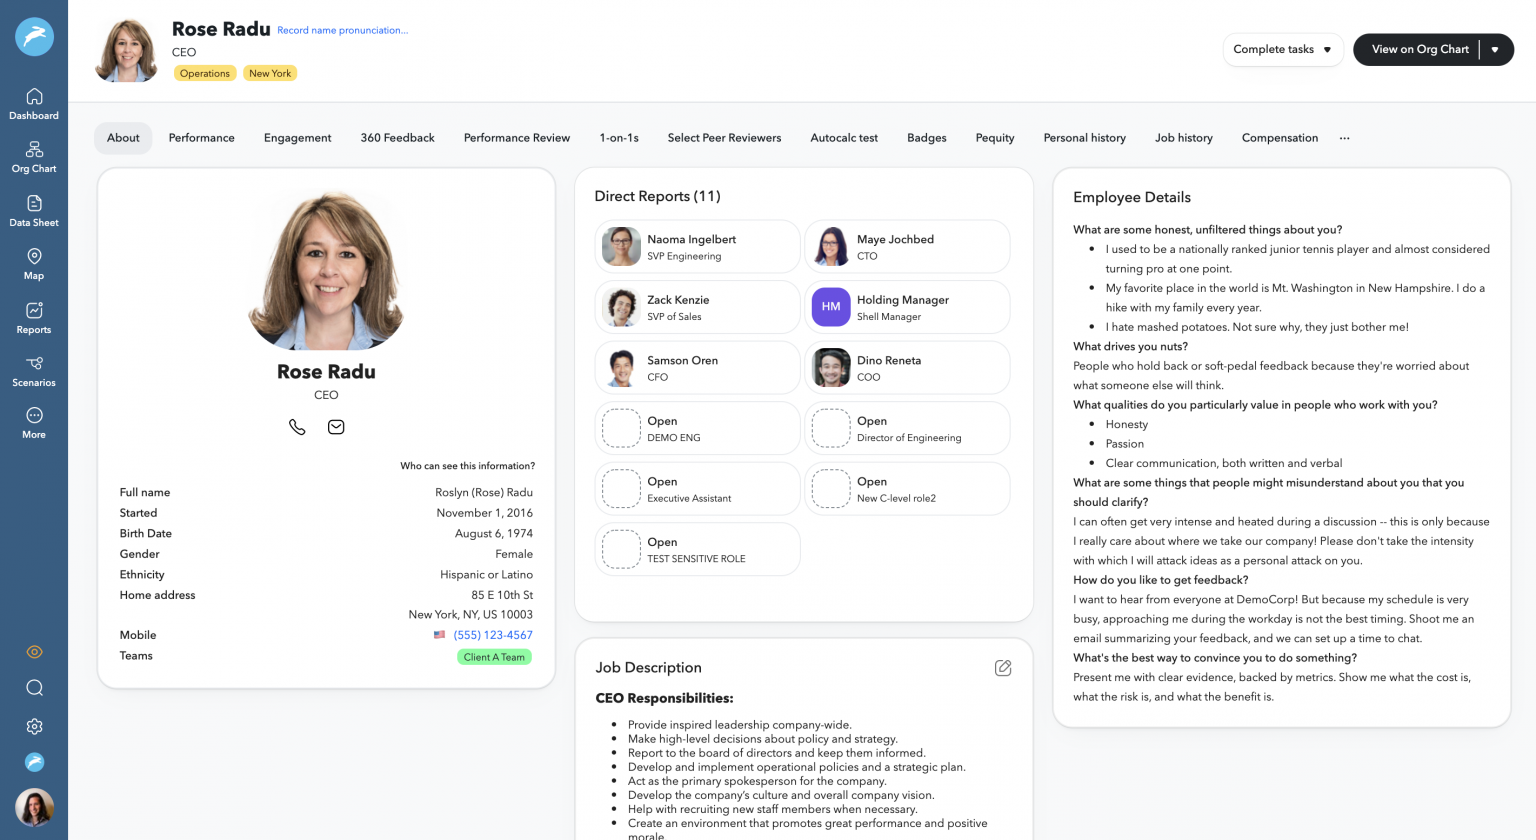 Rose Radu Record name pronunciation...
CEO
Operations New York
Complete tasks
View on Org Chart
Dashboard
Org Chart
Data Sheet
Map
Reports
Scenarios
More
About Performance Engagement 360 Feedback Performance Review 1-on-1s Select Peer Reviewers Autocalc test Badges Pequity Personal history Job history Compensation ...
Rose Radu
CEO
Who can see this information?
Full name Roslyn (Rose) Radu
Started November 1, 2016
Birth Date August 6, 1974
Gender Female
Ethnicity Hispanic or Latino
Home address 85 E 10th St
New York, NY, US 10003
Mobile (555) 123-4567
Teams Client A Team
Direct Reports (11)
Naoma Ingelbert
SVP Engineering
Maye Jochbed
CTO
Zack Kenzie
SVP of Sales
HM
Holding Manager
Shell Manager
Samson Oren
CFO
Dino Reneta
COO
Open
DEMO ENG
Open
Director of Engineering
Open
Executive Assistant
Open
New C-level role2
Open
TEST SENSITIVE ROLE
Job Description
CEO Responsibilities:
• Provide inspired leadership company-wide.
• Make high-level decisions about policy and strategy.
• Report to the board of directors and keep them informed.
• Develop and implement operational policies and a strategic plan.
• Act as the primary spokesperson for the company.
• Develop the company's culture and overall company vision.
• Help with recruiting new staff members when necessary.
• Create an environment that promotes great performance and positive
morale
Employee Details
What are some honest, unfiltered things about you?
• I used to be a nationally ranked junior tennis player and almost considered
turning pro at one point.
• My favorite place in the world is Mt. Washington in New Hampshire. I do a
hike with my family every year.
• I hate mashed potatoes. Not sure why, they just bother me!
What drives you nuts?
People who hold back or soft-pedal feedback because they're worried about
what someone else will think.
What qualities do you particularly value in people who work with you?
• Honesty
• Passion
• Clear communication, both written and verbal
What are some things that people might misunderstand about you that you
should clarify?
I can often get very intense and heated during a discussion -- this is only because
I really care about where we take our company! Please don't take the intensity
with which I will attack ideas as a personal attack on you.
How do you like to get feedback?
I want to hear from everyone at DemoCorp! But because my schedule is very
busy, approaching me during the workday is not the best timing. Shoot me an
email summarizing your feedback, and we can set up a time to chat.
What's the best way to convince you to do something?
Present me with clear evidence, backed by metrics. Show me what the cost is,
what the risk is, and what the benefit is.